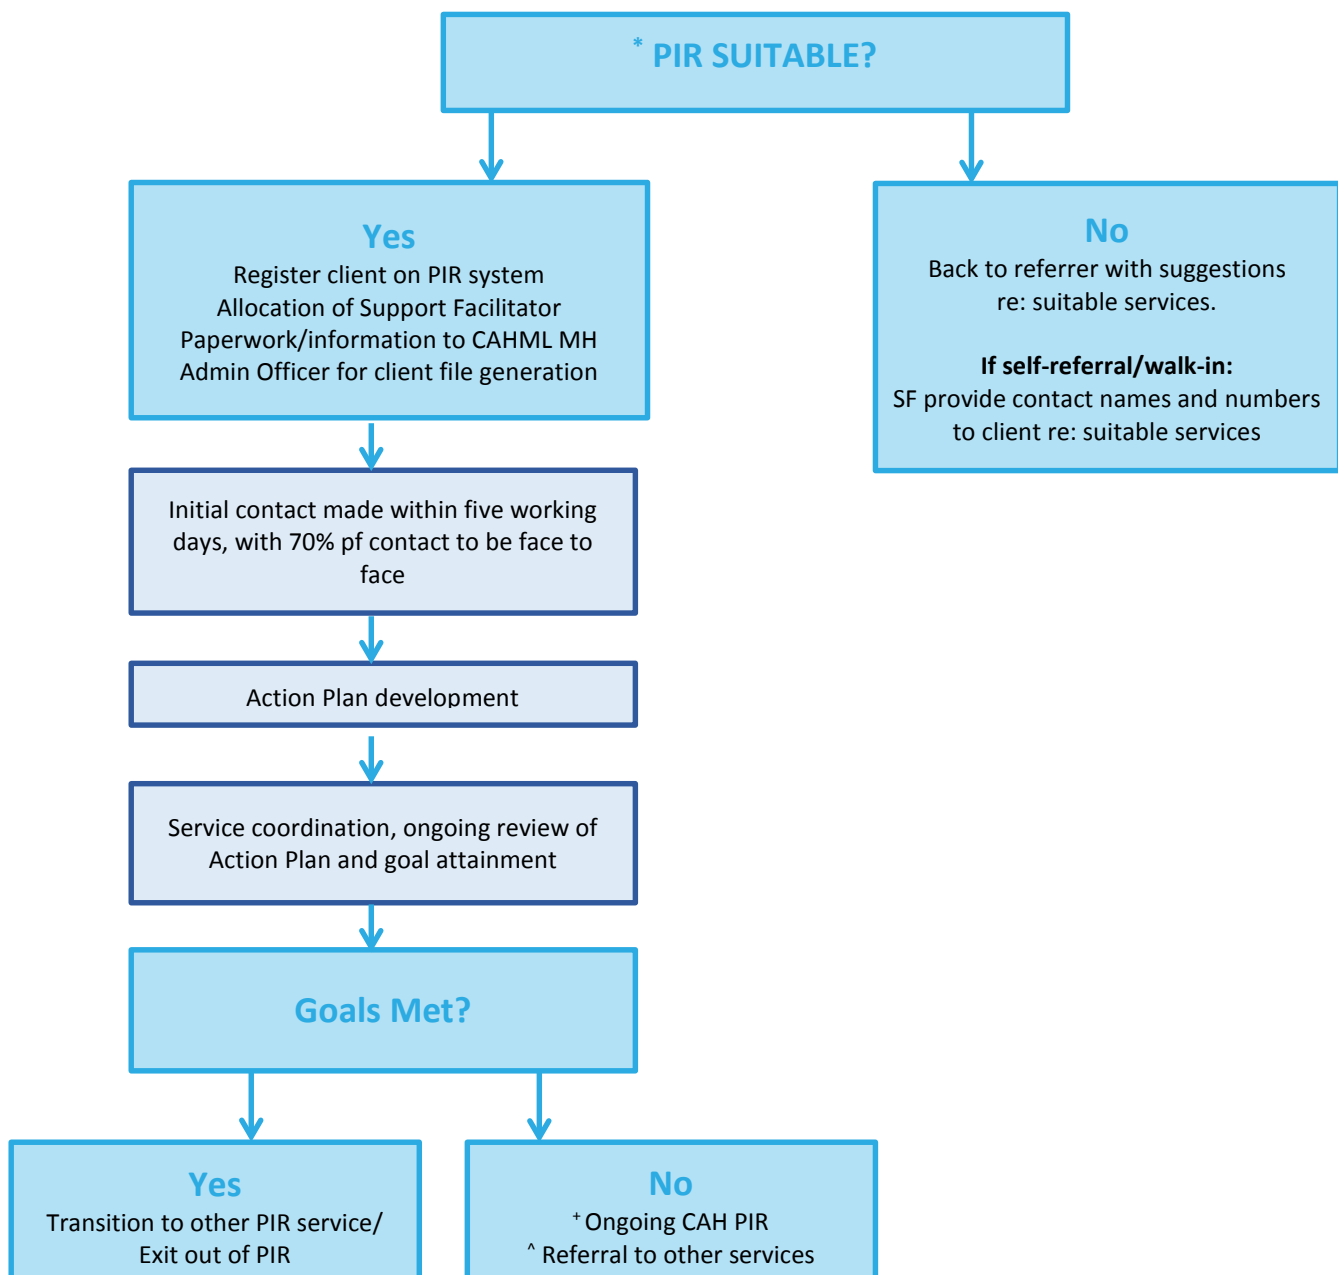 * PIR SUITABLE?
Yes
Register client on PIR system
Allocation of Support Facilitator
Paperwork/information to CAHML MH
Admin Officer for client file generation
No
Back to referrer with suggestions
re: suitable services.
If self-referral/walk-in:
SF provide contact names and numbers
to client re: suitable services
Initial contact made within five working
days, with 70% pf contact to be face to
face
Action Plan development
Service coordination, ongoing review of
Action Plan and goal attainment
Goals Met?
Yes
Transition to other PIR service/
Exit out of PIR
No
+ Ongoing CAH PIR
^ Referral to other services